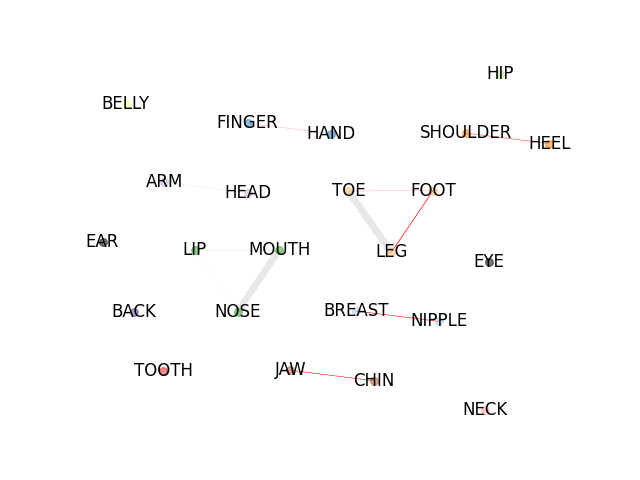 HIP
BELLY
FINGER
HAND
SHOULDER
HEEL
ARM
HEAD
TOE
FOOT
EAR
LIP
MOUTH
LEG
EYE
BACK
NOSE
BREAST
NIPPLE
TOOTH
JAW
CHIN
NECK